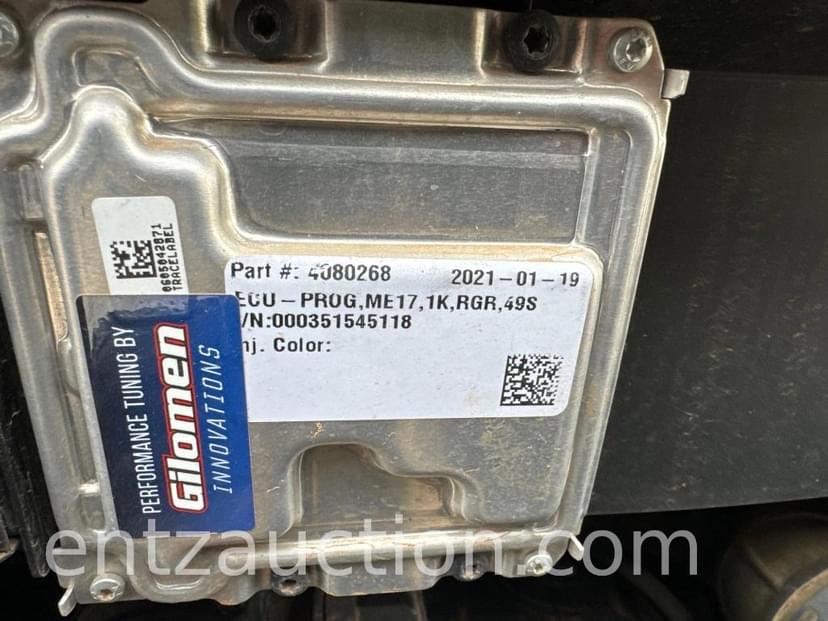 0605042871
TRACELABEL
Part #: 4080268 2021-01-19
ECU-PROG,ME17,1K,RGR,49S
/N:000351545118
nj. Color:
PERFORMANCE TUNING BY
Gilomen
INNOVATIONS
entzauction.com